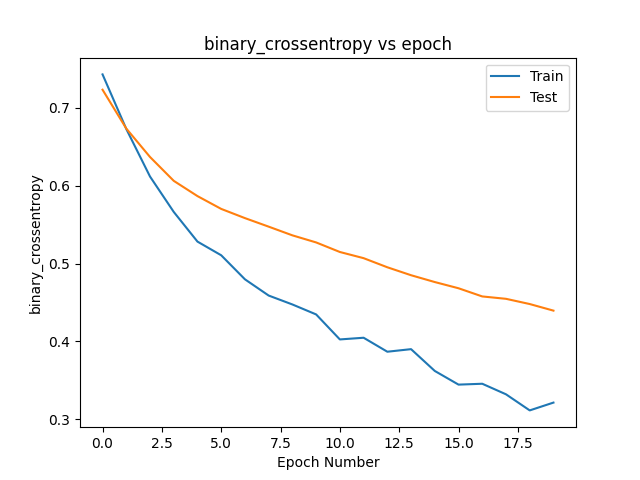 binary_crossentropy vs epoch
Train
Test
binary_crossentropy
0.7
0.6
0.5
0.4
0.3
0.0 2.5 5.0 7.5 10.0 12.5 15.0 17.5
Epoch Number